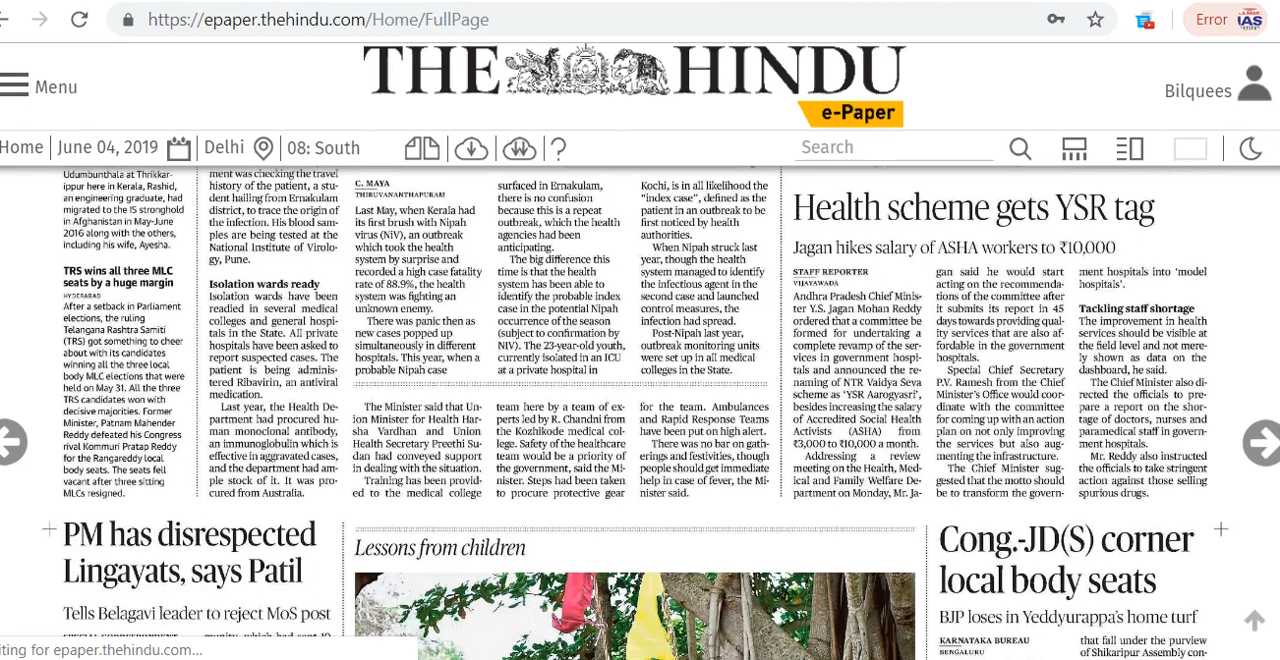 https://epaper.thehindu.com/Home/FullPage
Error
IAS
THE HINDU
e-Paper
Menu
Bilquees
Home
June 04, 2019
Delhi
08: South
?
Search
Udumbunthala at Thrikkar-
ippur here in Kerala, Rashid,
an engineering graduate, had
migrated to the IS stronghold
in Afghanistan in May-June
2016 along with the others,
including his wife, Ayesha.
TRS wins all three MLC
seats by a huge margin
HYDERABAD
After a setback in Parliament
elections, the ruling
Telangana Rashtra Samiti
(TRS) got something to cheer
about with its candidates
winning all the three local
body MLC elections that were
held on May 31. All the three
TRS candidates won with
decisive majorities. Former
Minister, Patnam Mahender
Reddy defeated his Congress
rival Kommuri Pratap Reddy
for the Rangareddy local
body seats. The seats fell
vacant after three sitting
MLCs resigned.
ment was checking the travel
history of the patient, a stu-
dent hailing from Ernakulam
district, to trace the origin of
the infection. His blood sam-
ples are being tested at the
National Institute of Virolo-
gy, Pune.
Isolation wards ready
Isolation wards have been
readied in several medical
colleges and general hospi-
tals in the State. All private
hospitals have been asked to
report suspected cases. The
patient is being adminis-
tered Ribavirin, an antiviral
medication.
Last year, the Health De-
partment had procured hu-
man monoclonal antibody,
an immunoglobulin which is
effective in aggravated cases,
and the department had am-
ple stock of it. It was pro-
cured from Australia.
C. MAYA
THIRUVANANTHAPURAM
Last May, when Kerala had
its first brush with Nipah
virus (NiV), an outbreak
which took the health
system by surprise and
recorded a high case fatality
rate of 88.9%, the health
system was fighting an
unknown enemy.
There was panic then as
new cases popped up
simultaneously in different
hospitals. This year, when a
probable Nipah case
surfaced in Ernakulam,
there is no confusion
because this is a repeat
outbreak, which the health
agencies had been
anticipating.
The big difference this
time is that the health
system has been able to
identify the probable index
case in the potential Nipah
occurrence of the season
(subject to confirmation by
NIV). The 23-year-old youth,
currently isolated in an ICU
at a private hospital in
Kochi, is in all likelihood the
“index case”, defined as the
patient in an outbreak to be
first noticed by health
authorities.
When Nipah struck last
year, though the health
system managed to identify
the infectious agent in the
second case and launched
control measures, the
infection had spread.
Post-Nipah last year,
outbreak monitoring units
were set up in all medical
colleges in the State.
The Minister said that Un-
ion Health Minister Har-
sha Vardhan and Union
Health Secretary Preethi Su-
dan had conveyed support
in dealing with the situation.
Training has been provid-
ed to the medical college
team here by a team of ex-
perts led by R. Chandni from
the Kozhikode medical col-
lege. Safety of the healthcare
team would be a priority of
the government, said the Mi-
nister. Steps had been taken
to procure protective gear
for the team. Ambulances
and Rapid Response Teams
have been put on high alert.
There was no bar on gath-
erings and festivities, though
people should get immediate
help in case of fever, the Mi-
nister said.
Health scheme gets YSR tag
Jagan hikes salary of ASHA workers to ₹10,000
STAFF REPORTER
VIJAYAWADA
Andhra Pradesh Chief Minis-
ter Y.S. Jagan Mohan Reddy
ordered that a committee be
formed for undertaking a
complete revamp of the ser-
vices in government hospi-
tals and announced the re-
naming of NTR Vaidya Seva
scheme as ‘YSR Aarogyasri’,
besides increasing the salary
of Accredited Social Health
Activists (ASHA) from
₹3,000 to ₹10,000 a month.
Addressing a review
meeting on the Health, Med-
ical and Family Welfare De-
partment on Monday, Mr. Ja-
gan said he would start
acting on the recommenda-
tions of the committee after
it submits its report in 45
days towards providing qual-
ity services that are also af-
fordable in the government
hospitals.
Special Chief Secretary
P.V. Ramesh from the Chief
Minister’s Office would coor-
dinate with the committee
for coming up with an action
plan on not only improving
the services but also aug-
menting the infrastructure.
The Chief Minister sug-
gested that the motto should
be to transform the govern-
ment hospitals into ‘model
hospitals’.
Tackling staff shortage
The improvement in health
services should be visible at
the field level and not mere-
ly shown as data on the
dashboard, he said.
The Chief Minister also di-
rected the officials to pre-
pare a report on the shor-
tage of doctors, nurses and
paramedical staff in govern-
ment hospitals.
Mr. Reddy also instructed
the officials to take stringent
action against those selling
spurious drugs.
PM has disrespected
Lingayats, says Patil
Tells Belagavi leader to reject MoS post
Lessons from children
Cong.-JD(S) corner
local body seats
BJP loses in Yeddyurappa’s home turf
KARNATAKA BUREAU
BENGALURU
that fall under the purview
of Shikaripur Assembly con-
iting for epaper.thehindu.com...